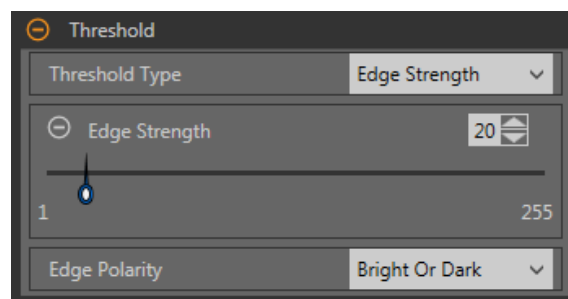 Threshold
Threshold Type Edge Strength
Edge Strength 20
1 255
Edge Polarity Bright Or Dark